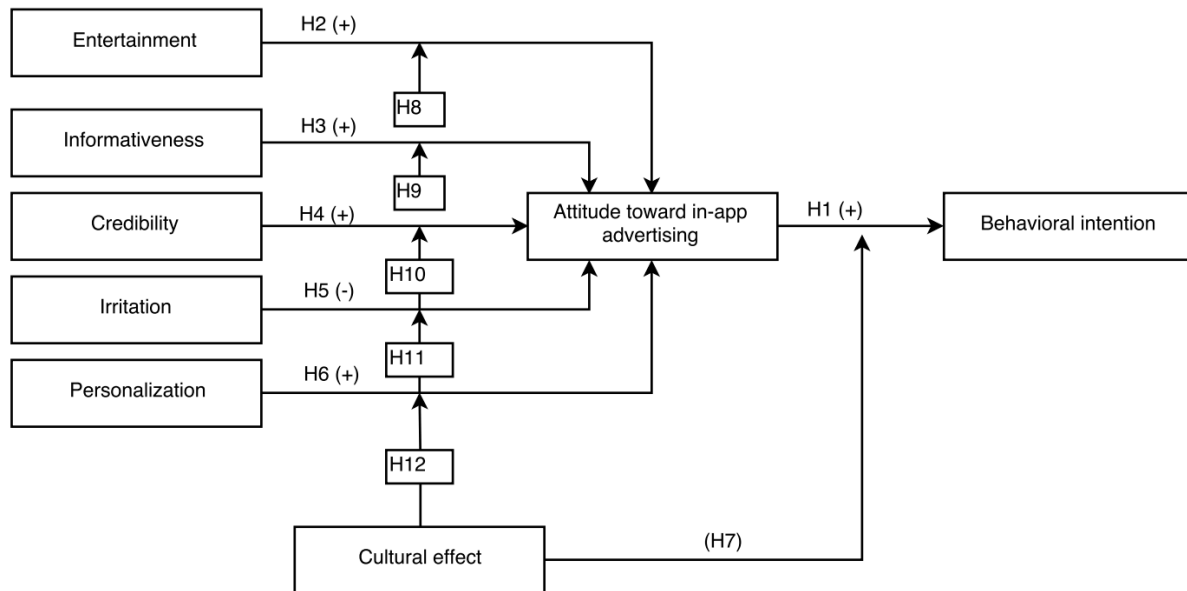 Entertainment
H2 (+)
H8
Informativeness
H3 (+)
H9
Credibility
H4 (+)
Attitude toward in-app
advertising
H1 (+)
Behavioral intention
H10
Irritation
H5 (-)
H11
Personalization
H6 (+)
H12
Cultural effect
(H7)